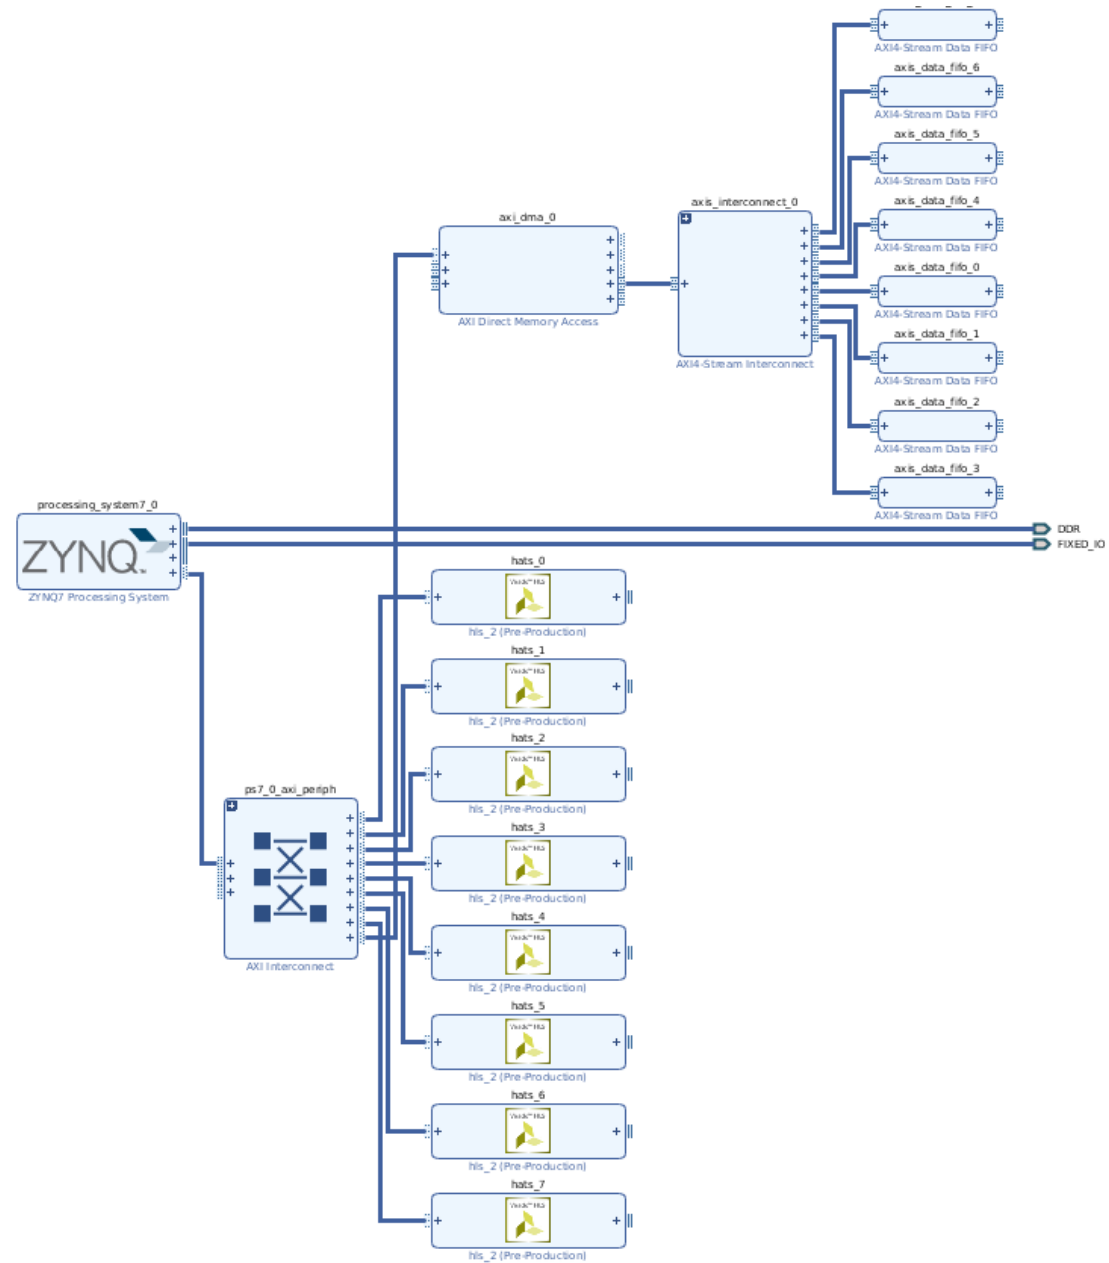 AXI4-Stream Data FIFO
axis_data_fifo_6
AXI4-Stream Data FIFO
axis_data_fifo_5
AXI4-Stream Data FIFO
axis_data_fifo_4
AXI4-Stream Data FIFO
axis_data_fifo_0
AXI4-Stream Data FIFO
axis_data_fifo_1
AXI4-Stream Data FIFO
axis_data_fifo_2
AXI4-Stream Data FIFO
axis_data_fifo_3
AXI4-Stream Data FIFO
axis_interconnect_0
AXI4-Stream Interconnect
axi_dma_0
AXI Direct Memory Access
processing_system7_0
ZYNQ
ZYNQ7 Processing System
DDR
FIXED_IO
hats_0
hls_2 (Pre-Production)
hats_1
hls_2 (Pre-Production)
hats_2
hls_2 (Pre-Production)
hats_3
hls_2 (Pre-Production)
hats_4
hls_2 (Pre-Production)
hats_5
hls_2 (Pre-Production)
hats_6
hls_2 (Pre-Production)
hats_7
hls_2 (Pre-Production)
ps7_0_axi_periph
AXI Interconnect